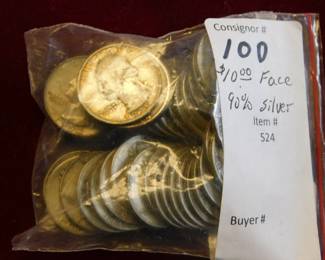 Consignor #
100
$10.00 Face
90% Silver
Item #
524
Buyer #